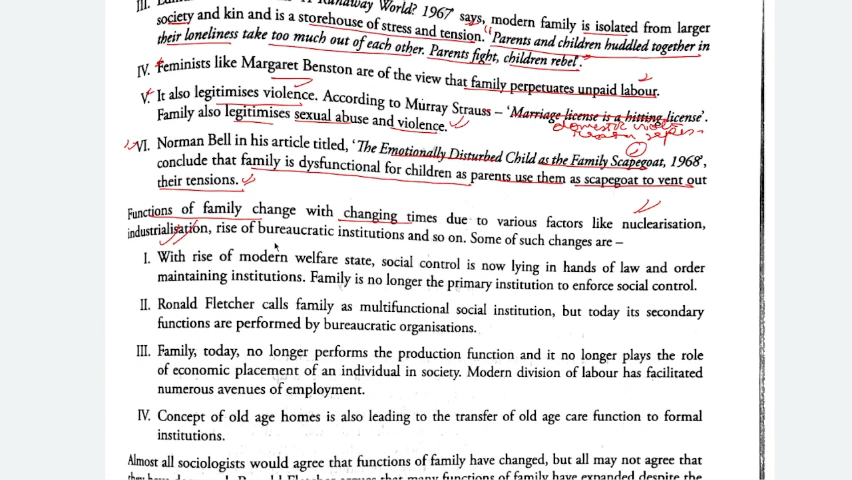 III. Runaway World? 1967 says, modern family is isolated from larger
society and kin and is a storehouse of stress and tension. 'Parents and children huddled together in
their loneliness take too much out of each other. Parents fight, children rebel'.
IV. Feminists like Margaret Benston are of the view that family perpetuates unpaid labour.
V. It also legitimises violence. According to Murray Strauss – 'Marriage license is a hitting license'.
Family also legitimises sexual abuse and violence.
domestic
VI. Norman Bell in his article titled, 'The Emotionally Disturbed Child as the Family Scapegoat, 1968',
conclude that family is dysfunctional for children as parents use them as scapegoat to vent out
their tensions.
Functions of family change with changing times due to various factors like nuclearisation,
industrialisation, rise of bureaucratic institutions and so on. Some of such changes are –
I. With rise of modern welfare state, social control is now lying in hands of law and order
maintaining institutions. Family is no longer the primary institution to enforce social control.
II. Ronald Fletcher calls family as multifunctional social institution, but today its secondary
functions are performed by bureaucratic organisations.
III. Family, today, no longer performs the production function and it no longer plays the role
of economic placement of an individual in society. Modern division of labour has facilitated
numerous avenues of employment.
IV. Concept of old age homes is also leading to the transfer of old age care function to formal
institutions.
Almost all sociologists would agree that functions of family have changed, but all may not agree that
that many functions of family have expanded despite the